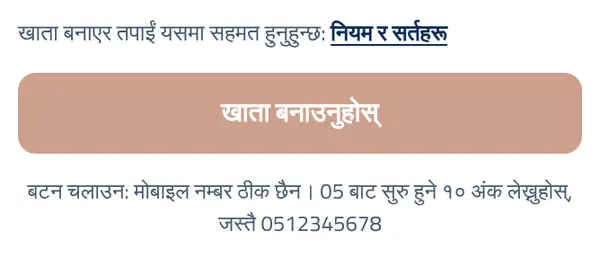 खाता बनाएर तपाईं यसमा सहमत हुनुहुन्छ: नियम र सर्तहरू
खाता बनाउनुहोस्
बटन चलाउन: मोबाइल नम्बर ठीक छैन । 05 बाट सुरु हुने १० अंक लेख्नुहोस्,
जस्तै 0512345678